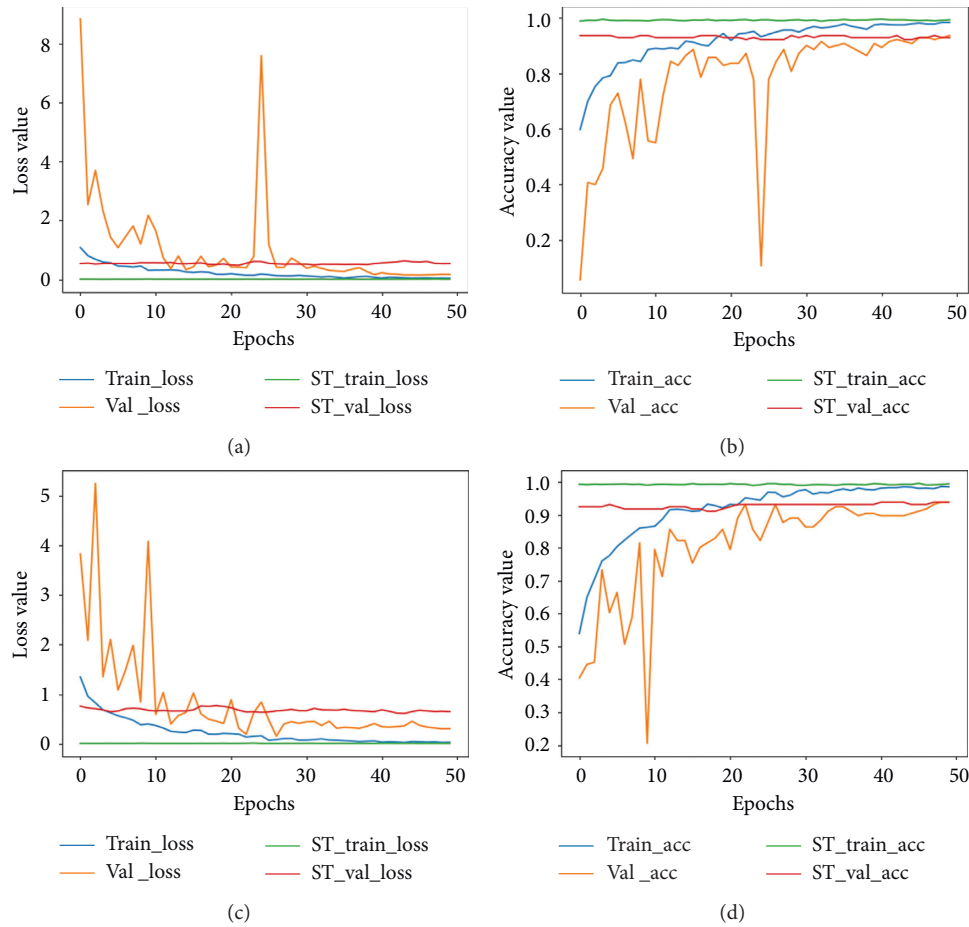 8
6
4
2
0
Loss value
0 10 20 30 40 50
Epochs
Train_loss ST_train_loss
Val _loss ST_val_loss
(a)
1.0
0.8
0.6
0.4
0.2
Accuracy value
0 10 20 30 40 50
Epochs
Train_acc ST_train_acc
Val _acc ST_val_acc
(b)
5
4
3
2
1
0
Loss value
0 10 20 30 40 50
Epochs
Train_loss ST_train_loss
Val _loss ST_val_loss
(c)
1.0
0.9
0.8
0.7
0.6
0.5
0.4
0.3
0.2
Accuracy value
0 10 20 30 40 50
Epochs
Train_acc ST_train_acc
Val _acc ST_val_acc
(d)